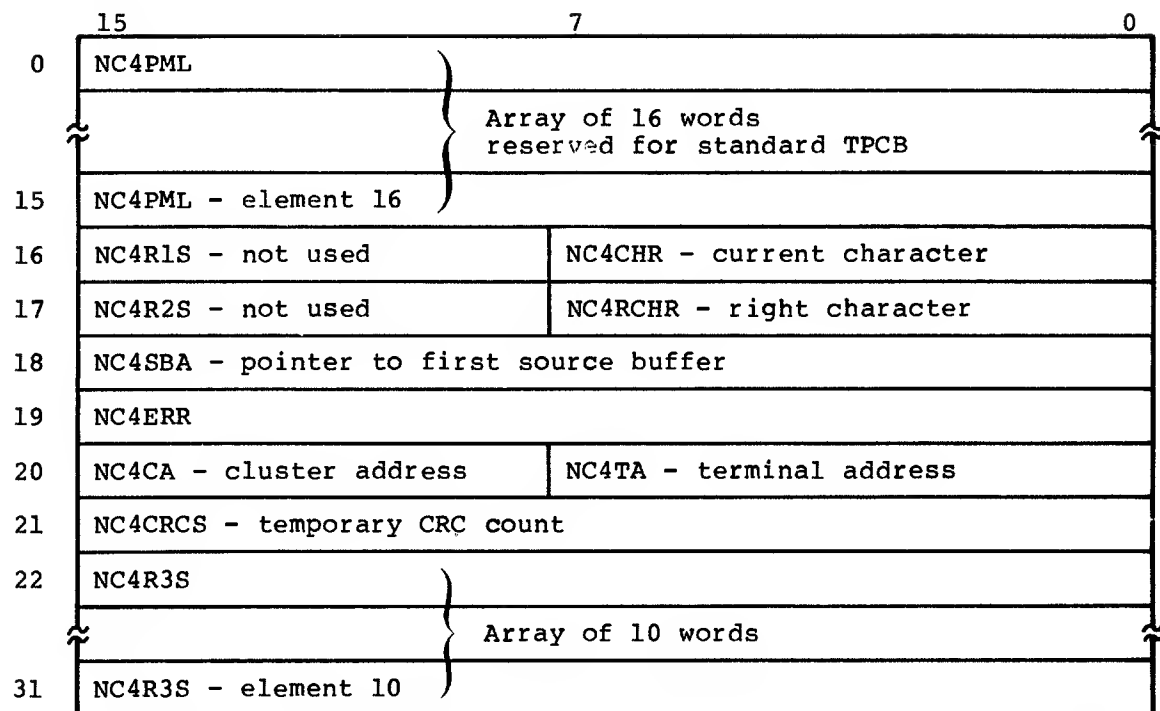 15 7 0
0 NC4PML
Array of 16 words
reserved for standard TPCB
15 NC4PML - element 16
16 NC4R1S - not used NC4CHR - current character
17 NC4R2S - not used NC4RCHR - right character
18 NC4SBA - pointer to first source buffer
19 NC4ERR
20 NC4CA - cluster address NC4TA - terminal address
21 NC4CRCS - temporary CRC count
22 NC4R3S
Array of 10 words
31 NC4R3S - element 10